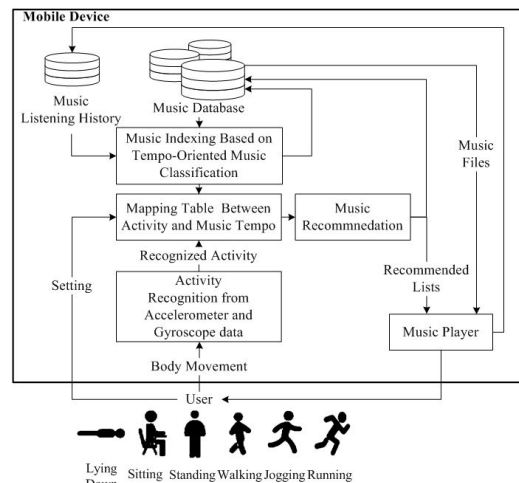 Mobile Device
Music
Listening History
Music Database
Music Indexing Based on
Tempo-Oriented Music
Classification
Music
Files
Mapping Table Between
Activity and Music Tempo
Music
Recommnedation
Recognized Activity
Setting
Activity
Recognition from
Accelerometer and
Gyroscope data
Recommended
Lists
Music Player
Body Movement
User
Lying
Down
Sitting
Standing
Walking
Jogging
Running